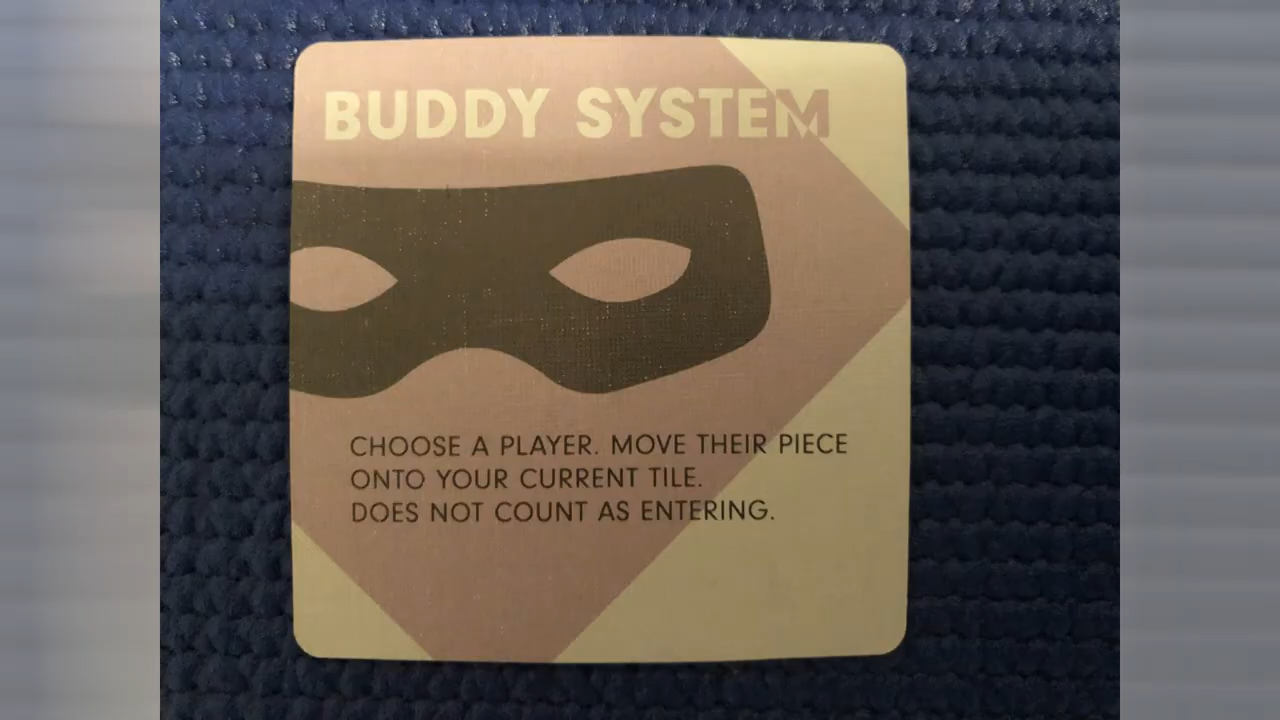 BUDDY SYSTEM
CHOOSE A PLAYER. MOVE THEIR PIECE
ONTO YOUR CURRENT TILE.
DOES NOT COUNT AS ENTERING.